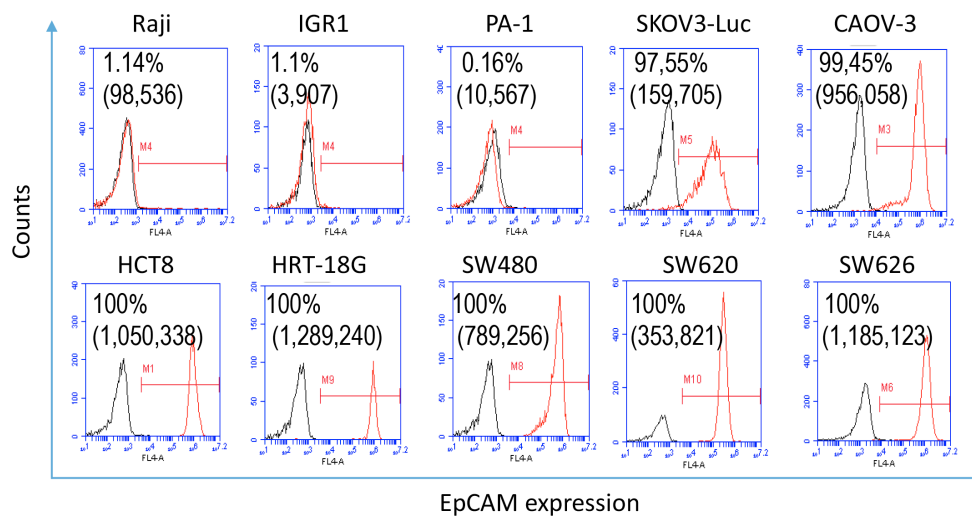 Raji IGR1 PA-1 SKOV3-Luc CAOV-3
1.14% 1.1% 0.16% 97,55% 99,45%
(98,536) (3,907) (10,567) (159,705) (956,058)
M4 M4 M4 M5 M3
FL4-A FL4-A FL4-A FL4-A FL4-A
Counts
HCT8 HRT-18G SW480 SW620 SW626
100% 100% 100% 100% 100%
(1,050,338) (1,289,240) (789,256) (353,821) (1,185,123)
M1 M9 M8 M10 M6
FL4-A FL4-A FL4-A FL4-A FL4-A
EpCAM expression